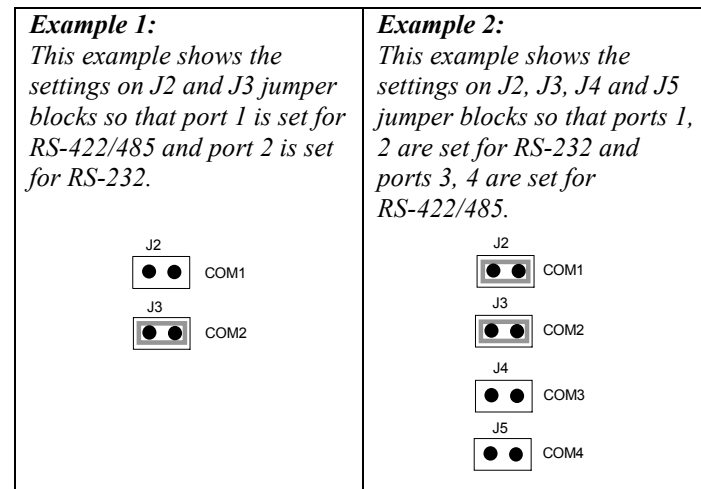 Example 1:
This example shows the
settings on J2 and J3 jumper
blocks so that port 1 is set for
RS-422/485 and port 2 is set
for RS-232.
J2
COM1
J3
COM2
Example 2:
This example shows the
settings on J2, J3, J4 and J5
jumper blocks so that ports 1,
2 are set for RS-232 and
ports 3, 4 are set for
RS-422/485.
J2
COM1
J3
COM2
J4
COM3
J5
COM4